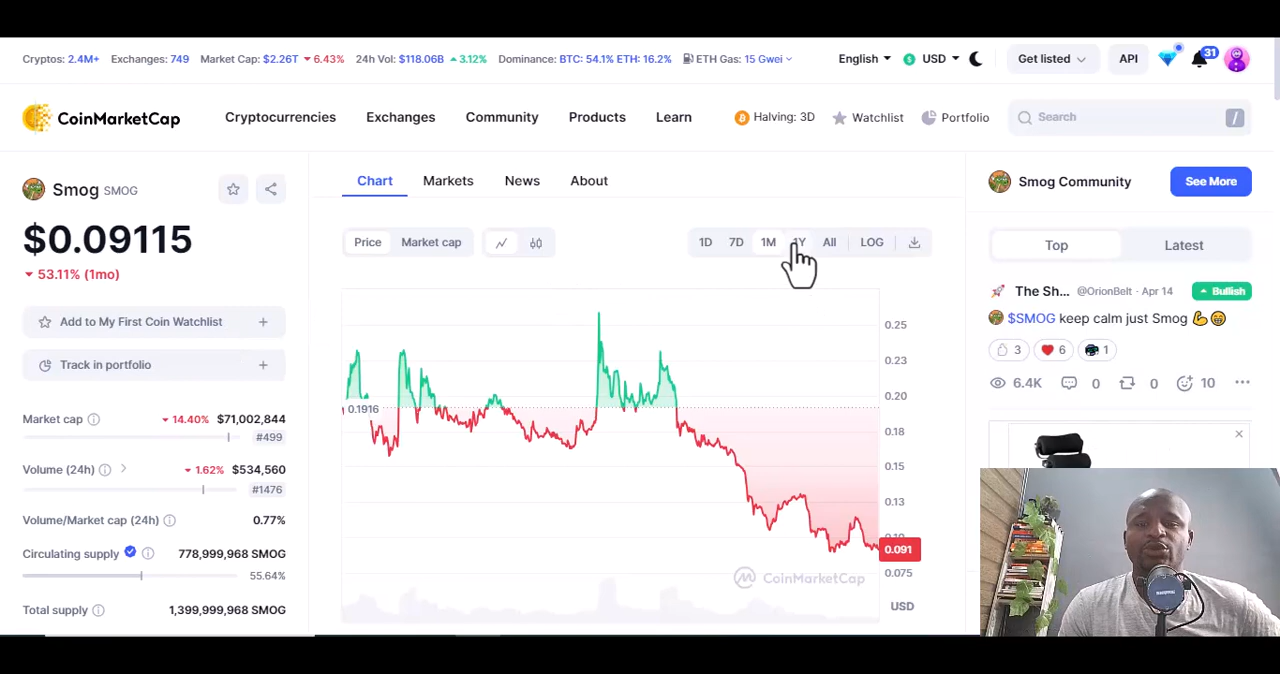 Cryptos: 2.4M+ Exchanges: 749 Market Cap: $2.26T 6.43% 24h Vol: $118.06B 3.12% Dominance: BTC: 54.1% ETH: 16.2% ETH Gas: 15 Gwei English USD Get listed API 31
CoinMarketCap Cryptocurrencies Exchanges Community Products Learn Halving: 3D Watchlist Portfolio Search /
Smog SMOG
$0.09115
53.11% (1mo)
Add to My First Coin Watchlist +
Track in portfolio +
Market cap 14.40% $71,002,844
#499
Volume (24h) 1.62% $534,560
#1476
Volume/Market cap (24h) 0.77%
Circulating supply 778,999,968 SMOG
55.64%
Total supply 1,399,999,968 SMOG
Chart Markets News About
Price Market cap 1D 7D 1M 1Y All LOG
0.25
0.23
0.20
0.1916
0.18
0.15
0.13
0.10
0.091
0.075
CoinMarketCap
USD
Smog Community See More
Top Latest
The Sh... @OrionBelt · Apr 14 Bullish
$SMOG keep calm just Smog
3 6 1
6.4K 0 0 10